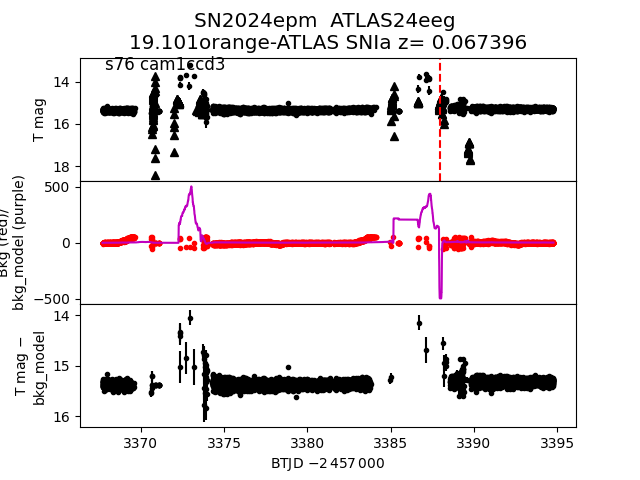 SN2024epm  ATLAS24eeg
19.101orange-ATLAS SNIa z= 0.067396
s76 cam1ccd3
14
16
18
T mag
500
0
−500
Bkg (red)/
bkg_model (purple)
14
15
16
T mag −
bkg_model
3370 3375 3380 3385 3390 3395
BTJD −2 457 000